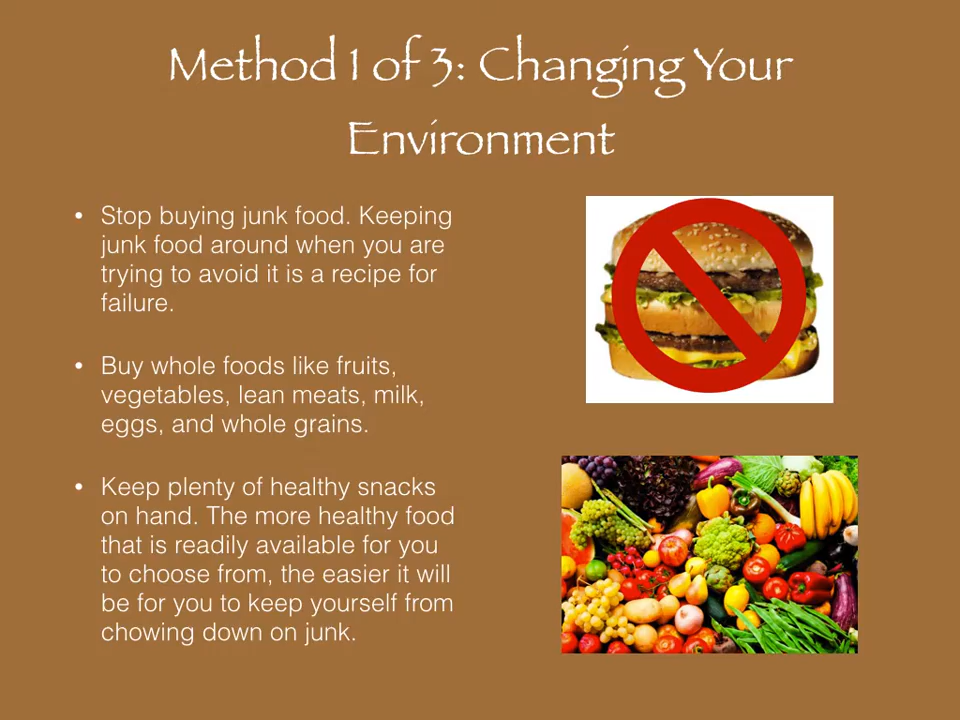 Method 1 of 3: Changing Your
Environment
• Stop buying junk food. Keeping
junk food around when you are
trying to avoid it is a recipe for
failure.
• Buy whole foods like fruits,
vegetables, lean meats, milk,
eggs, and whole grains.
• Keep plenty of healthy snacks
on hand. The more healthy food
that is readily available for you
to choose from, the easier it will
be for you to keep yourself from
chowing down on junk.